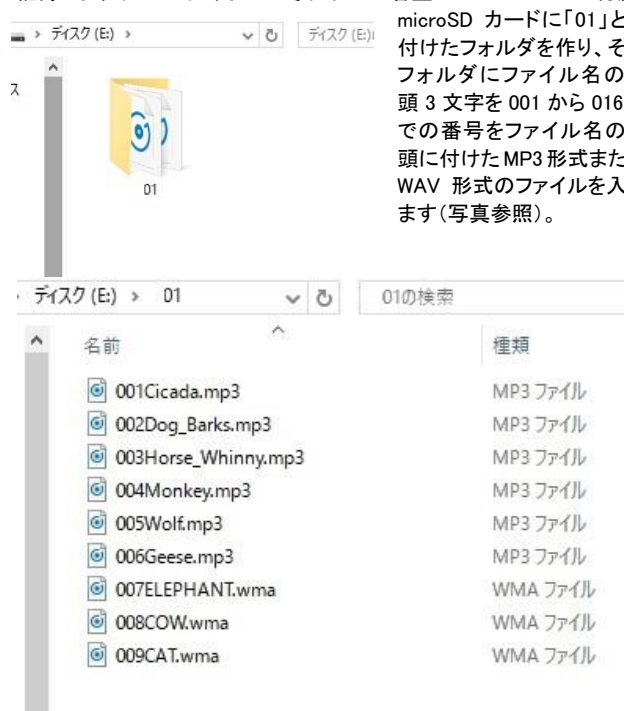 microSD カードに「01」と
付けたフォルダを作り、そ
フォルダにファイル名の
頭 3 文字を 001 から 016
での番号をファイル名の
頭に付けた MP3 形式また
WAV 形式のファイルを入
ます(写真参照)。
ディスク (E:)
ディスク (E:)
ス
01
ディスク (E:) > 01
01の検索
名前 種類
001Cicada.mp3 MP3 ファイル
002Dog_Barks.mp3 MP3 ファイル
003Horse_Whinny.mp3 MP3 ファイル
004Monkey.mp3 MP3 ファイル
005Wolf.mp3 MP3 ファイル
006Geese.mp3 MP3 ファイル
007ELEPHANT.wma WMA ファイル
008COW.wma WMA ファイル
009CAT.wma WMA ファイル